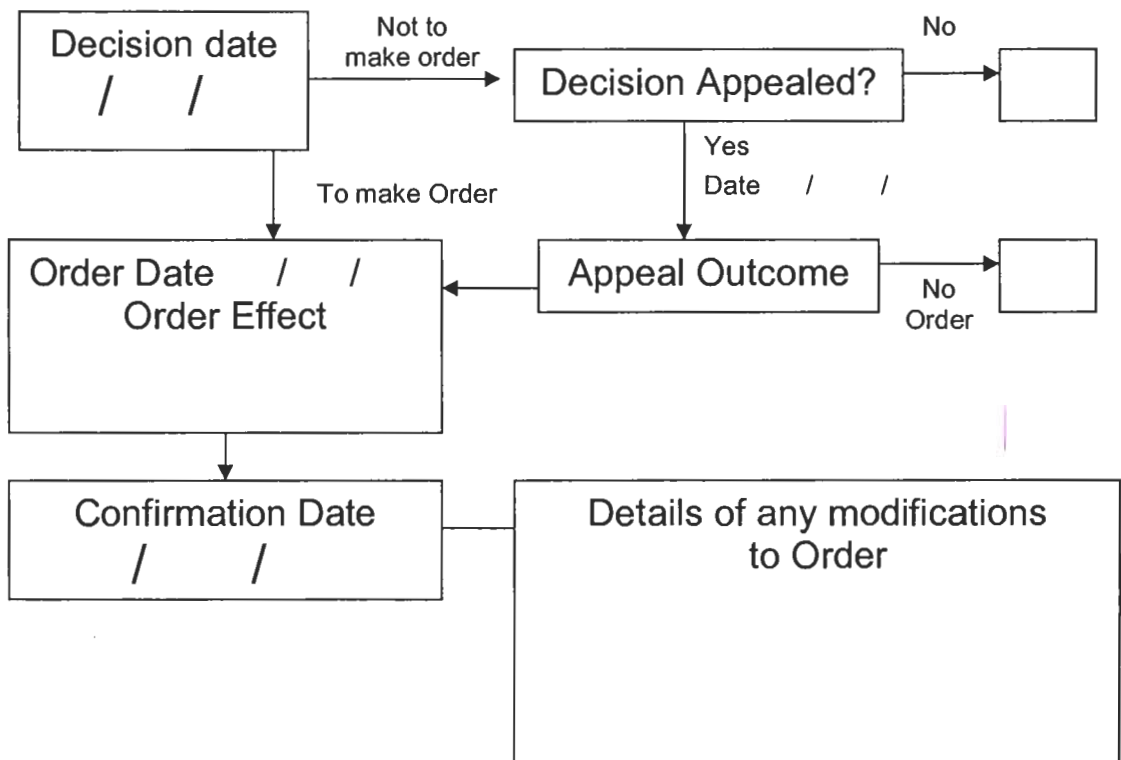 Decision date
/ /
Not to
make order
Decision Appealed?
No
Yes
Date / /
To make Order
Order Date / /
Order Effect
Appeal Outcome
No
Order
Confirmation Date
/ /
Details of any modifications
to Order